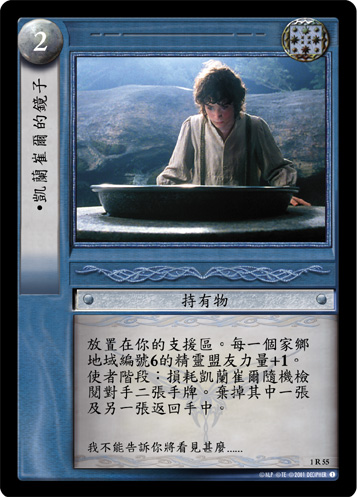 2
•凱蘭崔爾的鏡子
持有物
放置在你的支援區。每一個家鄉
地域編號6的精靈盟友力量+1。
使者階段：損耗凱蘭崔爾隨機檢
閱對手二張手牌。棄掉其中一張
及另一張返回手中。
我不能告訴你將看見甚麼......
1 R 55
©NLP ™TE ©2001 DECIPHER